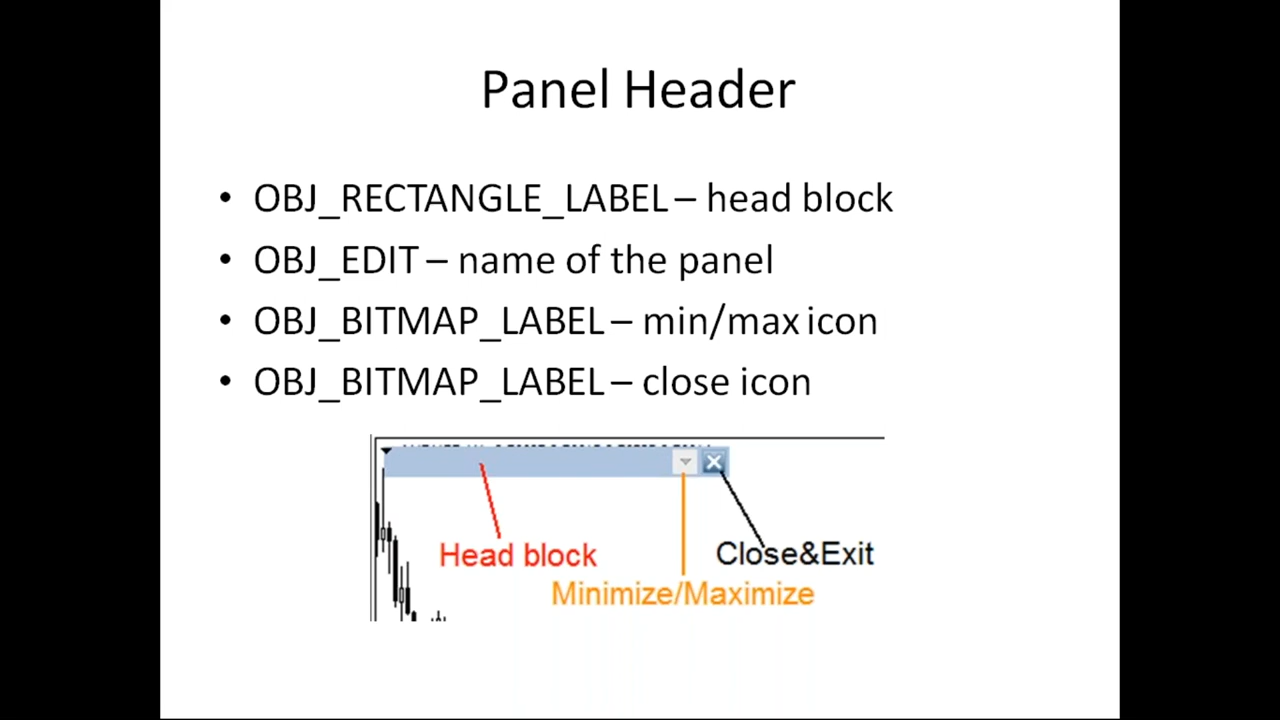 Panel Header
• OBJ_RECTANGLE_LABEL – head block
• OBJ_EDIT – name of the panel
• OBJ_BITMAP_LABEL – min/max icon
• OBJ_BITMAP_LABEL – close icon
Head block
Close&Exit
Minimize/Maximize